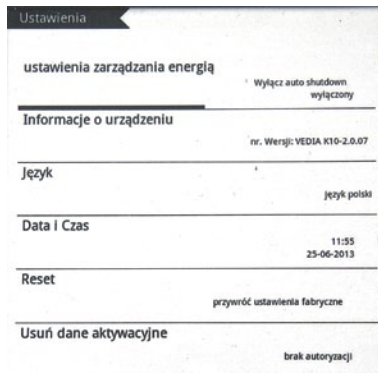 Ustawienia
ustawienia zarządzania energią
Wyłącz auto shutdown
wyłączony
Informacje o urządzeniu
nr. Wersji: VEDIA K10-2.0.07
Język
język polski
Data i Czas
11:55
25-06-2013
Reset
przywróć ustawienia fabryczne
Usuń dane aktywacyjne
brak autoryzacji